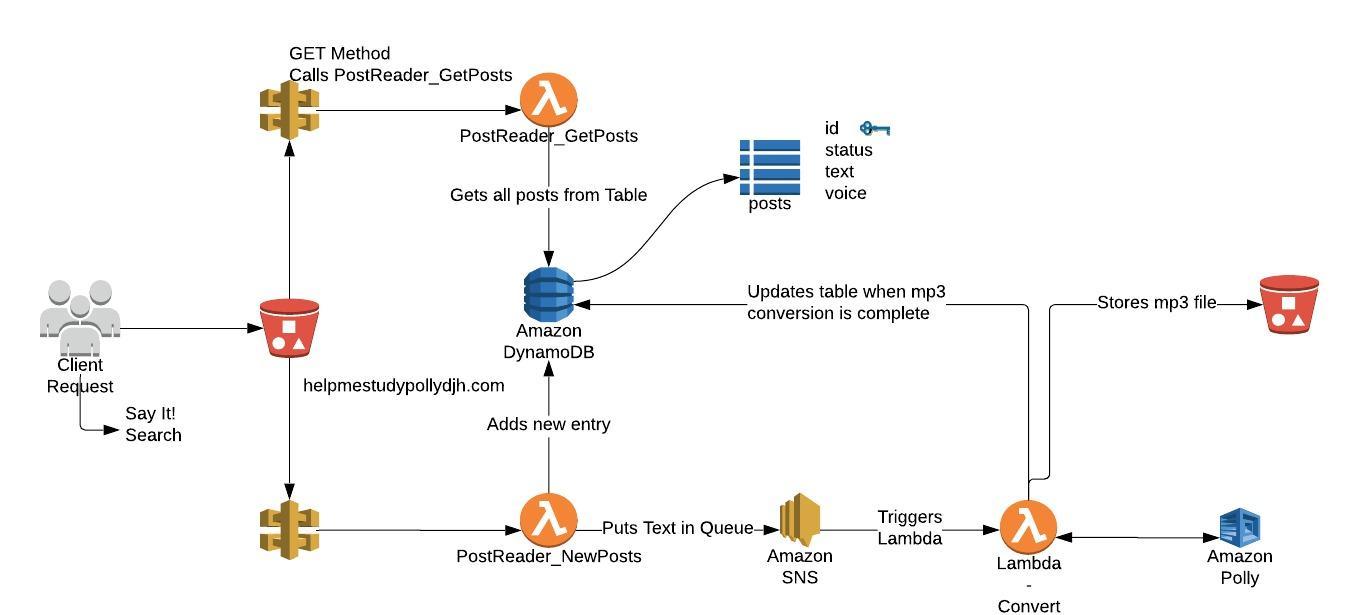 GET Method
Calls PostReader_GetPosts
PostReader_GetPosts
Gets all posts from Table
id
status
text
voice
posts
Amazon
DynamoDB
Updates table when mp3
conversion is complete
Stores mp3 file
Client
Request
Say It!
Search
helpmestudypollydjh.com
Adds new entry
PostReader_NewPosts
Puts Text in Queue
Amazon
SNS
Triggers
Lambda
Lambda
-
Convert
Amazon
Polly